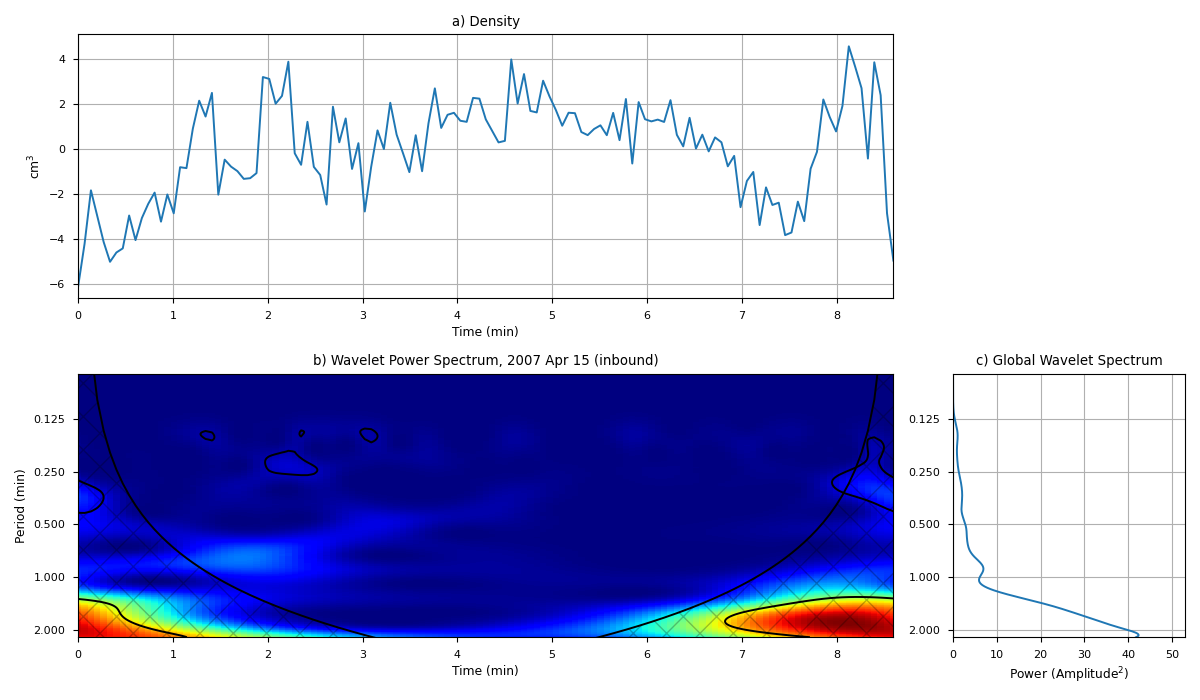 a) Density
cm³
4
2
0
−2
−4
−6
0 1 2 3 4 5 6 7 8
Time (min)
b) Wavelet Power Spectrum, 2007 Apr 15 (inbound)
Period (min)
0.125
0.250
0.500
1.000
2.000
0 1 2 3 4 5 6 7 8
Time (min)
c) Global Wavelet Spectrum
0.125
0.250
0.500
1.000
2.000
0 10 20 30 40 50
Power (Amplitude²)